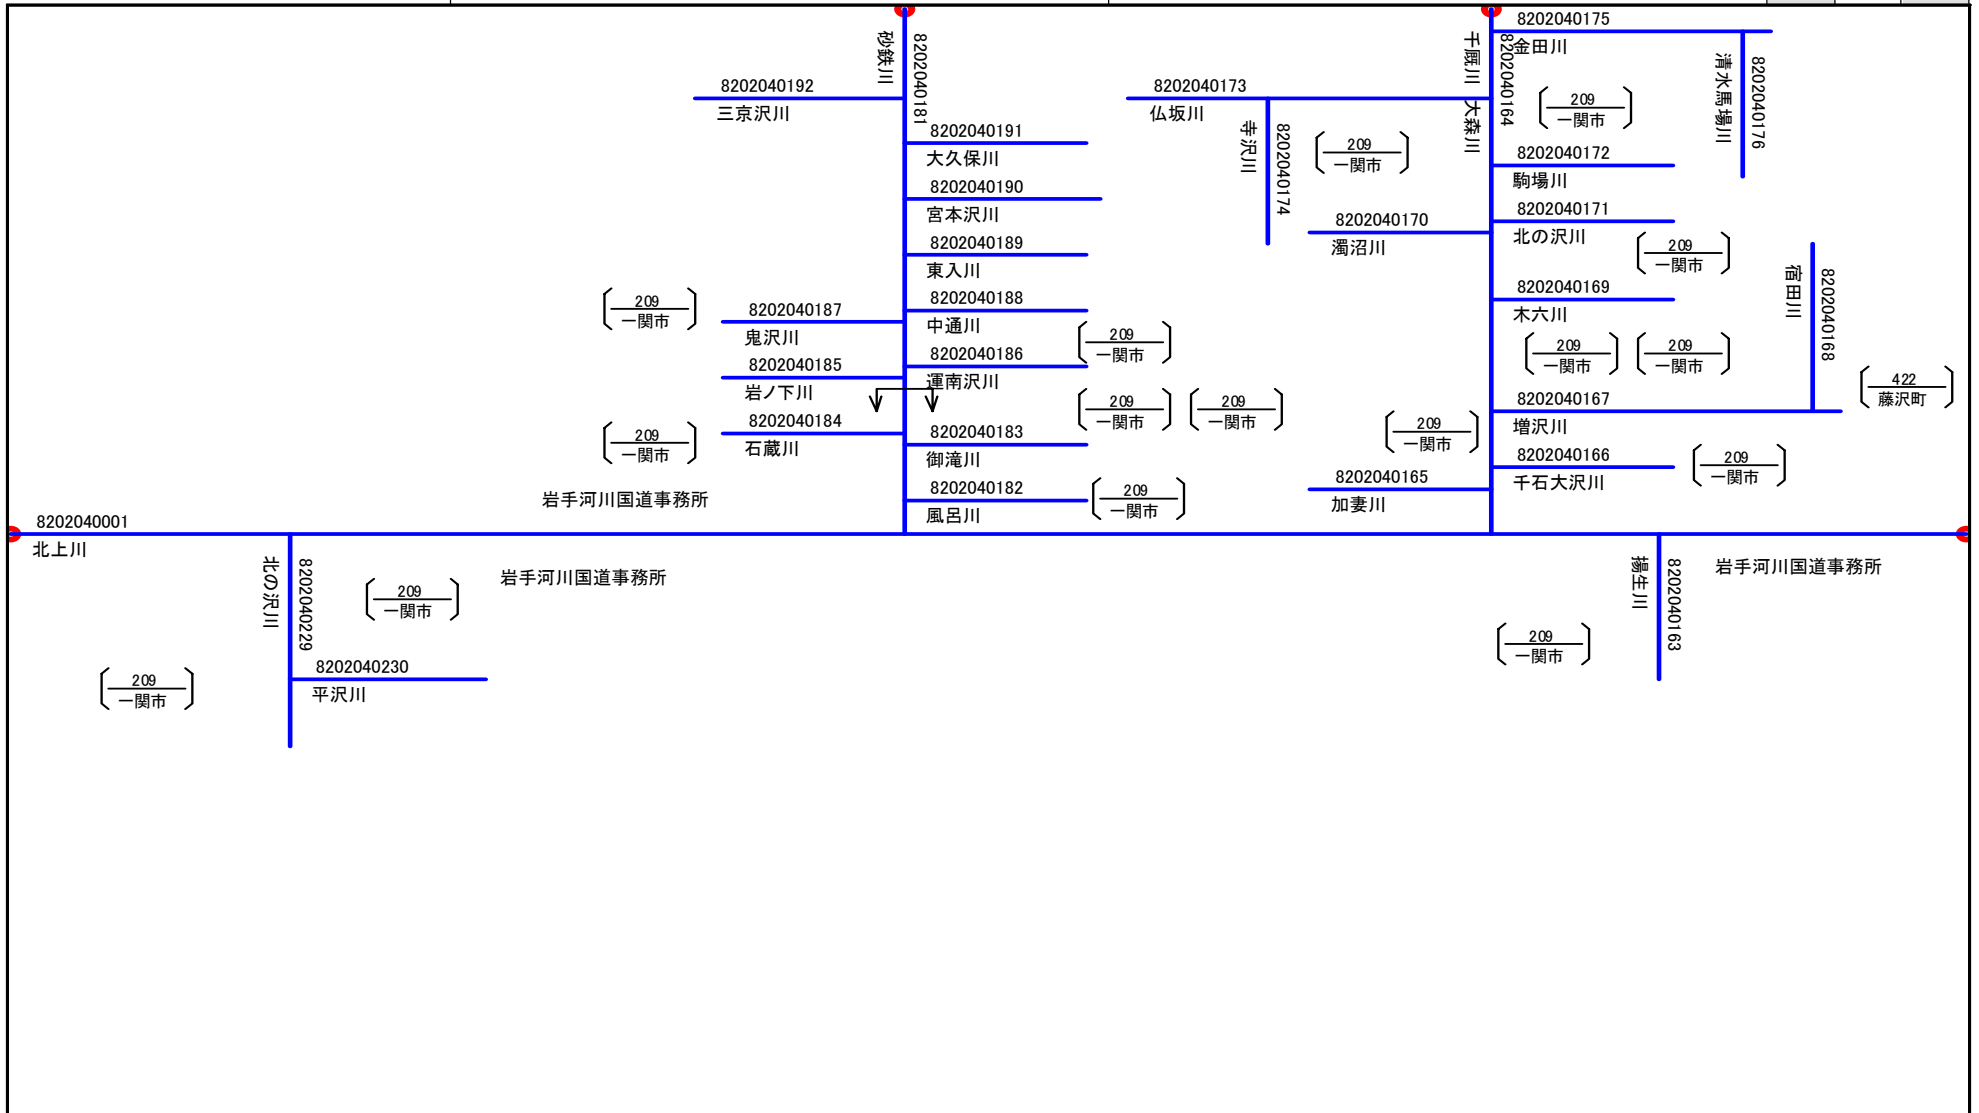 砂鉄川
8202040181
8202040192
三京沢川
8202040191
大久保川
8202040190
宮本沢川
8202040189
東入川
8202040188
中通川
8202040187
鬼沢川
209
一関市
8202040186
運南沢川
209
一関市
8202040185
岩ノ下川
8202040184
石蔵川
209
一関市
8202040183
御滝川
209
一関市
209
一関市
8202040182
風呂川
209
一関市
岩手河川国道事務所
千厩川
大森川
8202040164
8202040175
金田川
清水馬場川
8202040176
209
一関市
8202040173
仏坂川
寺沢川
8202040174
209
一関市
8202040172
駒場川
8202040171
北の沢川
209
一関市
8202040170
濁沼川
8202040169
木六川
209
一関市
209
一関市
宿田川
8202040168
422
藤沢町
8202040167
増沢川
209
一関市
8202040166
千石大沢川
209
一関市
8202040165
加妻川
8202040001
北上川
北の沢川
8202040229
209
一関市
岩手河川国道事務所
8202040230
平沢川
209
一関市
揚生川
8202040163
岩手河川国道事務所
209
一関市